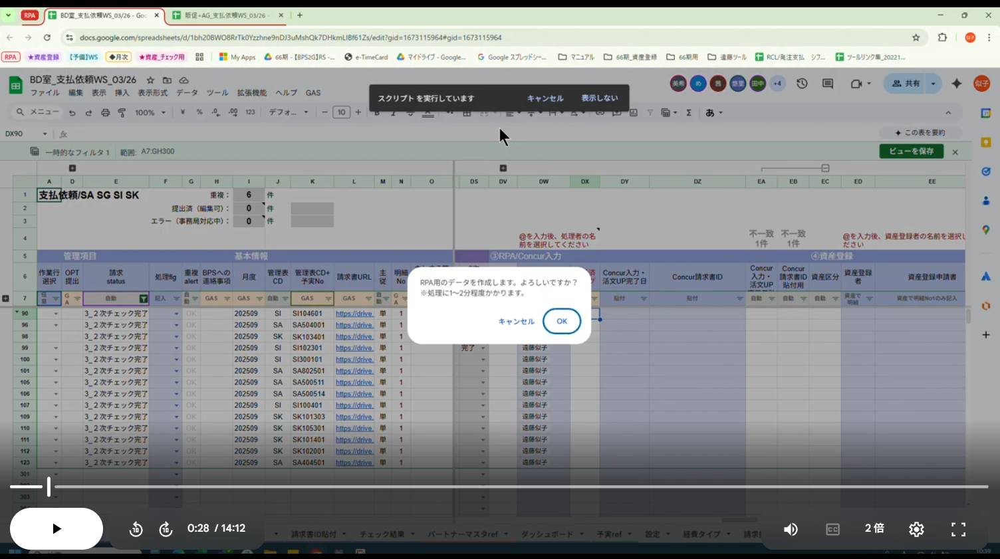 RPA BD室_支払依頼WS_03/26 - Goo 販促+AG_支払依頼WS_03/26 -
docs.google.com/spreadsheets/d/1bh20BWO8RrTk0Yzzhne9nDJ3uMshQk7DHkmLIBf61Zs/edit?gid=1673115964#gid=1673115964
RPA ★資産登録 【予備】WS ◆月次 ★資産_チェック用 My Apps 66期 -【BPS2G】RS -... e-TimeCard マイドライブ - Google... Google スプレッドシー... マニュアル 66期_資産登録 66期用 遠藤ツール RCL/発注支払 シフ... ツールリンク集_20221...
BD室_支払依頼WS_03/26
美希 め 茜 悠里 田中 +4 共有 似子
ファイル 編集 表示 挿入 表示形式 データ ツール 拡張機能 ヘルプ GAS
スクリプト を実行しています キャンセル 表示しない
メニュー 100% ¥ % .0 .00 123 デフォ... 10 あ
DX90 fx この表を要約
一時的なフィルタ 1 範囲: A7:GH300 ビューを保存
A D E F G H I J K L M N O DS DV DW DX DY DZ EA EB EC ED EE
1 支払依頼/SA SG SI SK 重複： 6 件
2 提出済（編集可）： 0 件
3 エラー（事務局対応中）： 0 件
4 @を入力後、処理者の名前を選択してください 不一致 1件 不一致 1件 @を入力後、資産登録者の名前を選択し ださい
5 管理項目 基本情報 ③RPA/Concur入力 ④資産登録
6 作業行選択 OPT提出 請求status 処理flg 重複alert BPSへの連絡事項 月度 管理表CD 管理表CD+予実No 請求書URL 主従 明細No Concur入力・活文UP完了日 Concur請求書ID Concur入力・活文UP Concur請求書ID貼付用 資産区分 資産登録者 資産登録申請書
7 任意 GA 自動 記入 自動 GAS GAS 自動 GAS GAS 自動 GA 貼付 貼付 自動 自動 自動 資産で明細 資産で明細No1のみ記入
RPA用のデータを作成します。よろしいですか？
※処理に1~2分程度かかります。
キャンセル OK
90 3_２次チェック完了 OK 202509 SI SI104601 https://drive. 単 1
96 3_２次チェック完了 OK 202509 SA SA504001 https://drive. 単 1
98 3_２次チェック完了 OK 202509 SK SK103401 https://drive. 単 1
99 3_２次チェック完了 OK 202509 SI SI102301 https://drive. 単 1 完了 遠藤似子
100 3_２次チェック完了 OK 202509 SI SI300101 https://drive. 単 1 遠藤似子
101 3_２次チェック完了 OK 202509 SA SA802501 https://drive. 単 1 遠藤似子
105 3_２次チェック完了 OK 202509 SA SA500511 https://drive. 単 1 遠藤似子
106 3_２次チェック完了 OK 202509 SA SA500514 https://drive. 単 1 遠藤似子
107 3_２次チェック完了 OK 202509 SI SI100401 https://drive. 単 1 遠藤似子
109 3_２次チェック完了 OK 202509 SK SK101303 https://drive. 単 1 遠藤似子
110 3_２次チェック完了 OK 202509 SK SK105301 https://drive. 単 1 遠藤似子
111 3_２次チェック完了 OK 202509 SK SK101401 https://drive. 単 1 遠藤似子
112 3_２次チェック完了 OK 202509 SK SK102001 https://drive. 単 1 遠藤似子
123 3_２次チェック完了 OK 202509 SA SA404501 https://drive. 単 1 遠藤似子
301
303
請求書ID貼付 チェック結果 パートナーマスタref ダッシュボード 予実ref 設定 経費タイプ 請求
10 10 0:28 / 14:12 CC 2 倍
10:39